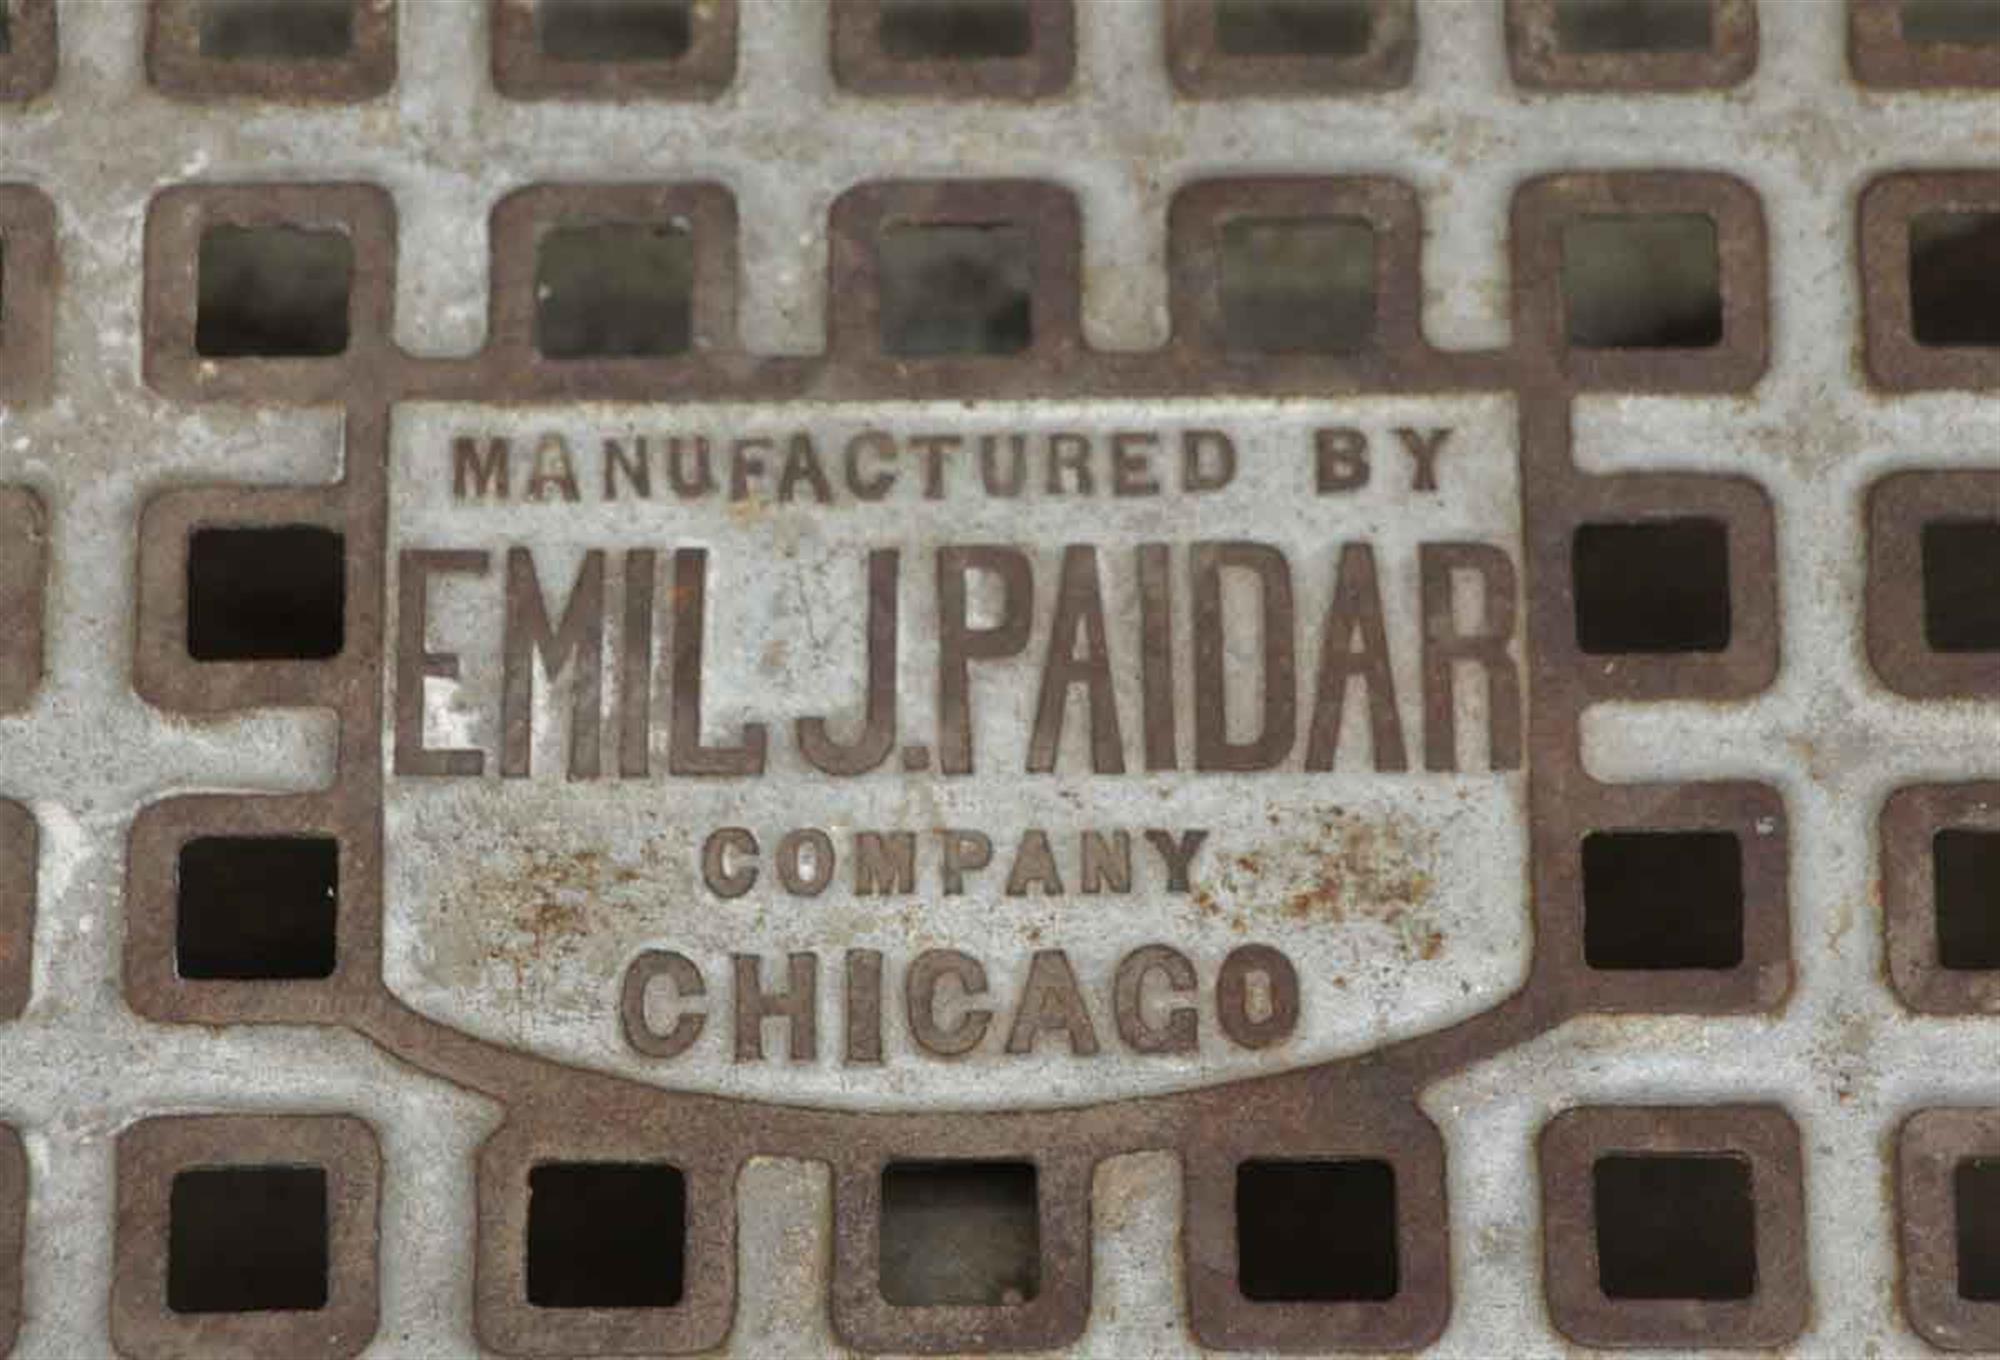 MANUFACTURED BY
EMIL J. PAIDAR
COMPANY
CHICAGO